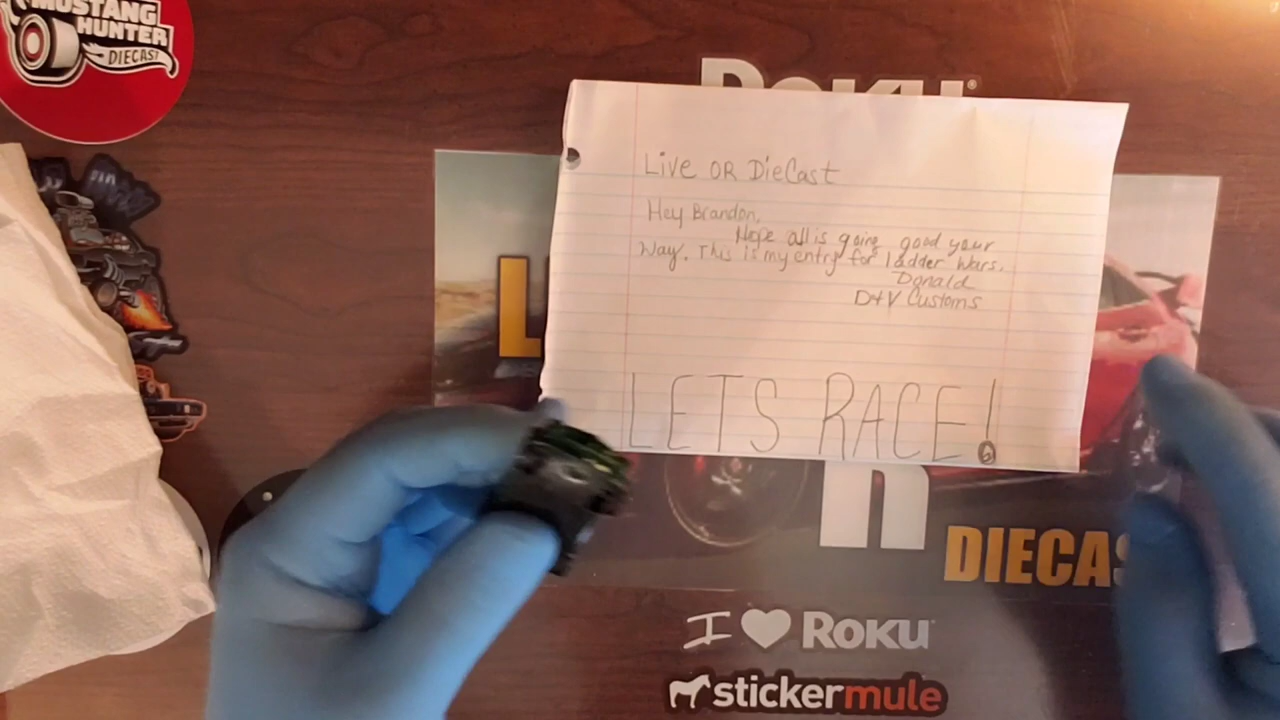 MUSTANG
HUNTER
DIECAST
ROKU
Live OR DieCast
Hey Brandon,
Hope all is going good your
Way. This is my entry for ladder Wars.
Donald
D+V Customs
LETS RACE!
L
R
DIECAS
I ♥ ROKU
stickermule